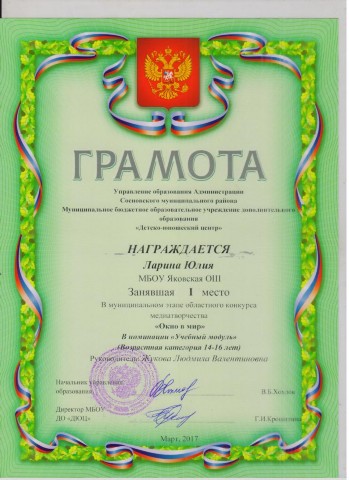 ГРАМОТА
Управление образования Администрации
Сосновского муниципального района
Муниципальное бюджетное образовательное учреждение дополнительного
образования
«Детско-юношеский центр»
НАГРАЖДАЕТСЯ
Ларина Юлия
МБОУ Яковская ОШ
Занявшая I место
В муниципальном этапе областного конкурса
медиатворчества
«Окно в мир»
В номинации «Учебный модуль»
(Возрастная категория 14-16 лет)
Руководитель Жукова Людмила Валентиновна
Начальник управления
образования
В.Б.
Директор МБОУ
ДО «ДЮЦ»
Г.И.
Март, 2017